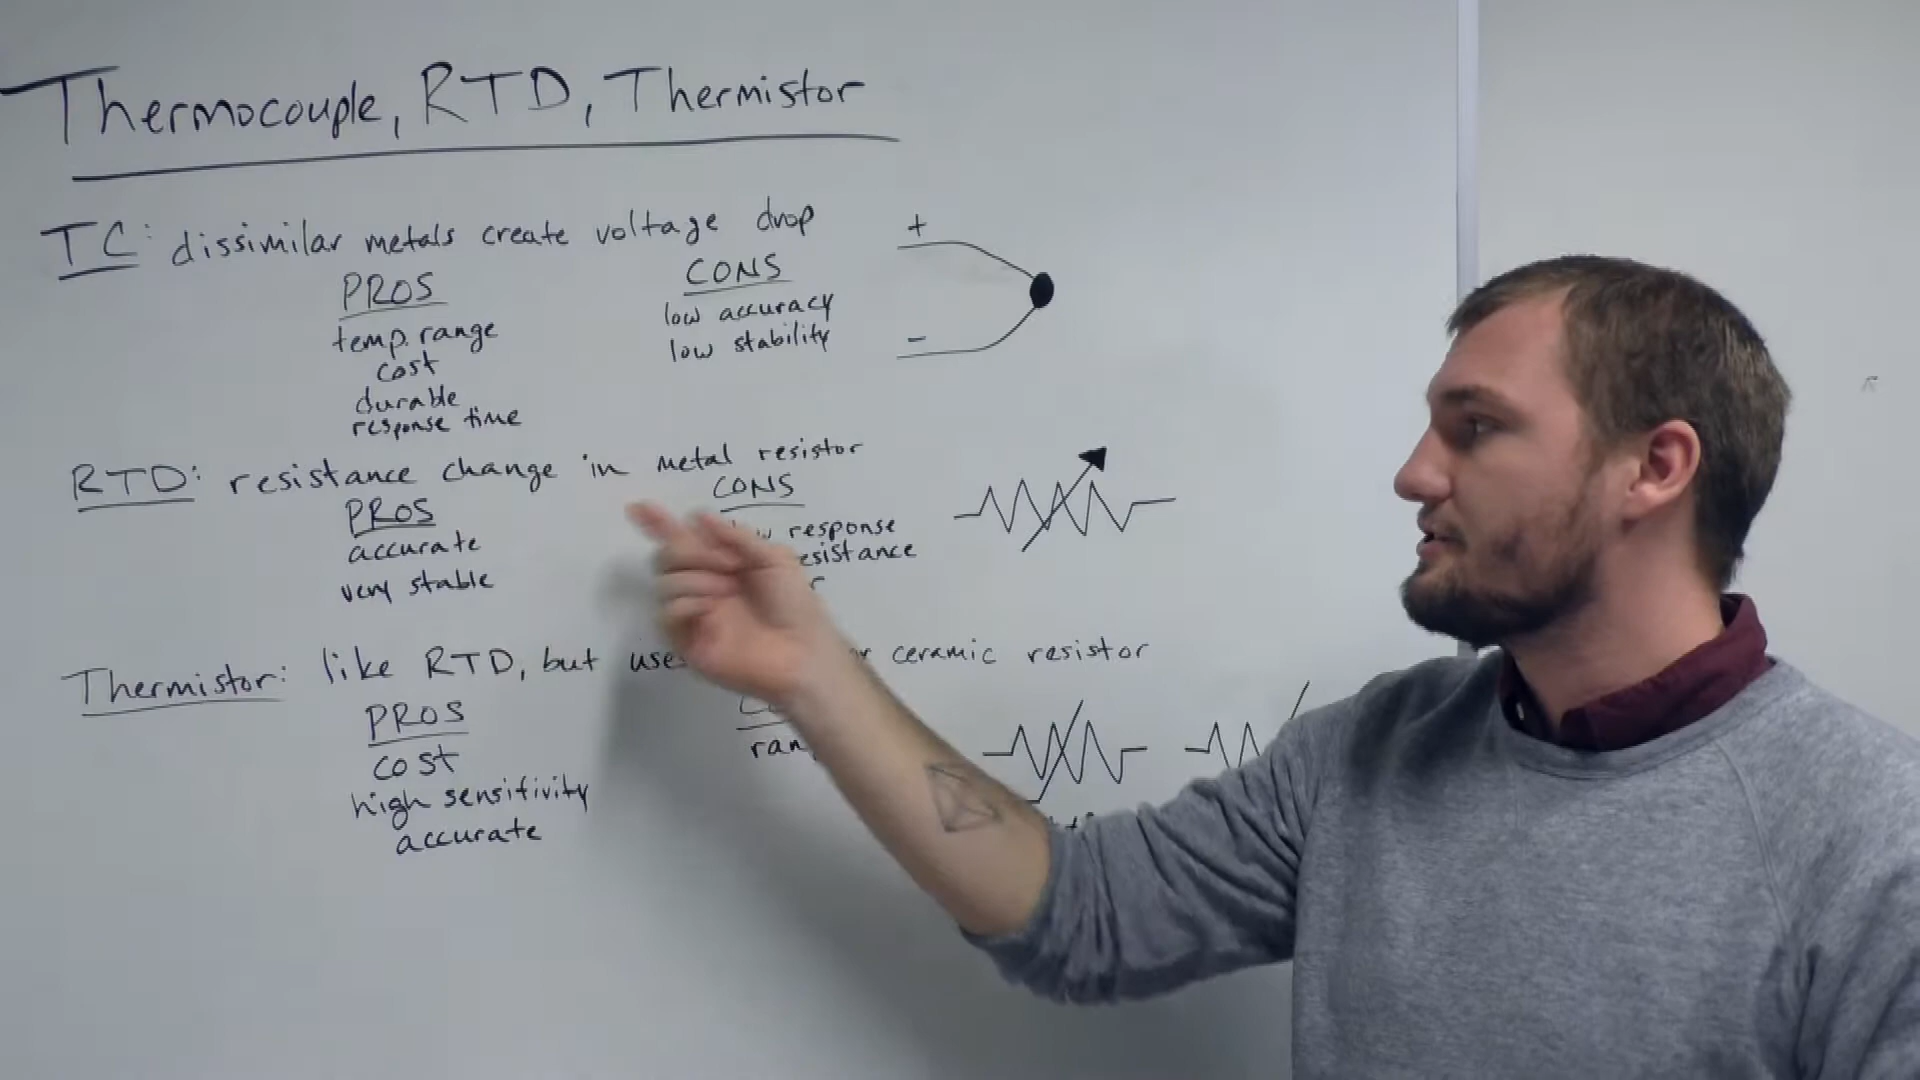 Thermocouple, RTD, Thermistor
TC: dissimilar metals create voltage drop
PROS
temp. range
cost
durable
response time
CONS
low accuracy
low stability
+
-
RTD: resistance change in metal resistor
PROS
accurate
very stable
CONS
response
Thermistor: like RTD, but uses ceramic resistor
PROS
cost
high sensitivity
accurate